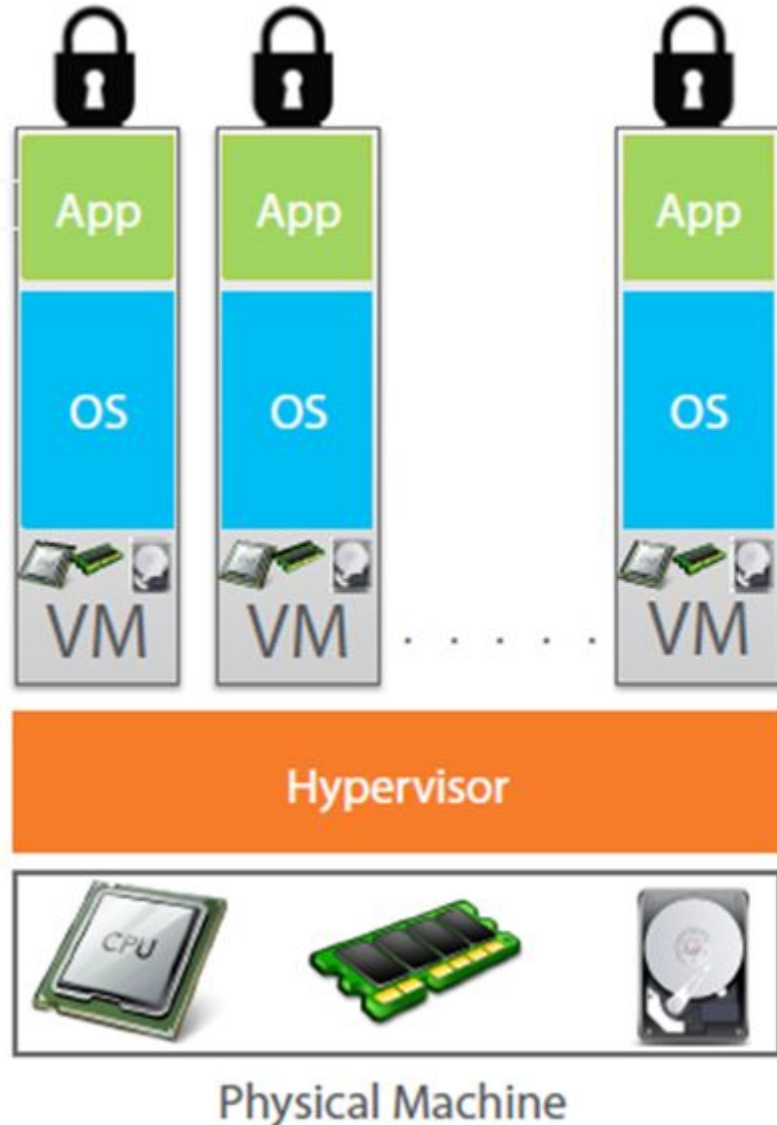 App App App
OS OS OS
VM VM . . . . . VM
Hypervisor
CPU
Physical Machine